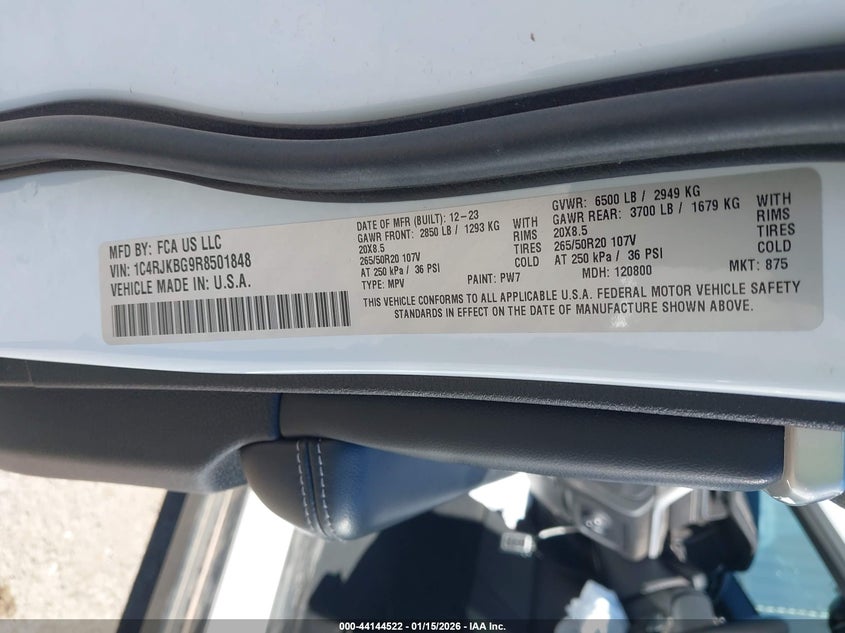 MFD BY: FCA US LLC
VIN: 1C4RJKBG9R8501848
VEHICLE MADE IN: U.S.A.
DATE OF MFR (BUILT): 12-23
GAWR FRONT: 2850 LB / 1293 KG WITH
20X8.5 RIMS
265/50R20 107V TIRES
AT 250 kPa / 36 PSI COLD
TYPE: MPV PAINT: PW7
GVWR: 6500 LB / 2949 KG
GAWR REAR: 3700 LB / 1679 KG WITH
20X8.5 RIMS
265/50R20 107V TIRES
AT 250 kPa / 36 PSI COLD
MDH: 120800 MKT: 875
THIS VEHICLE CONFORMS TO ALL APPLICABLE U.S.A. FEDERAL MOTOR VEHICLE SAFETY
STANDARDS IN EFFECT ON THE DATE OF MANUFACTURE SHOWN ABOVE.
000-44144522 - 01/15/2026 - IAA Inc.